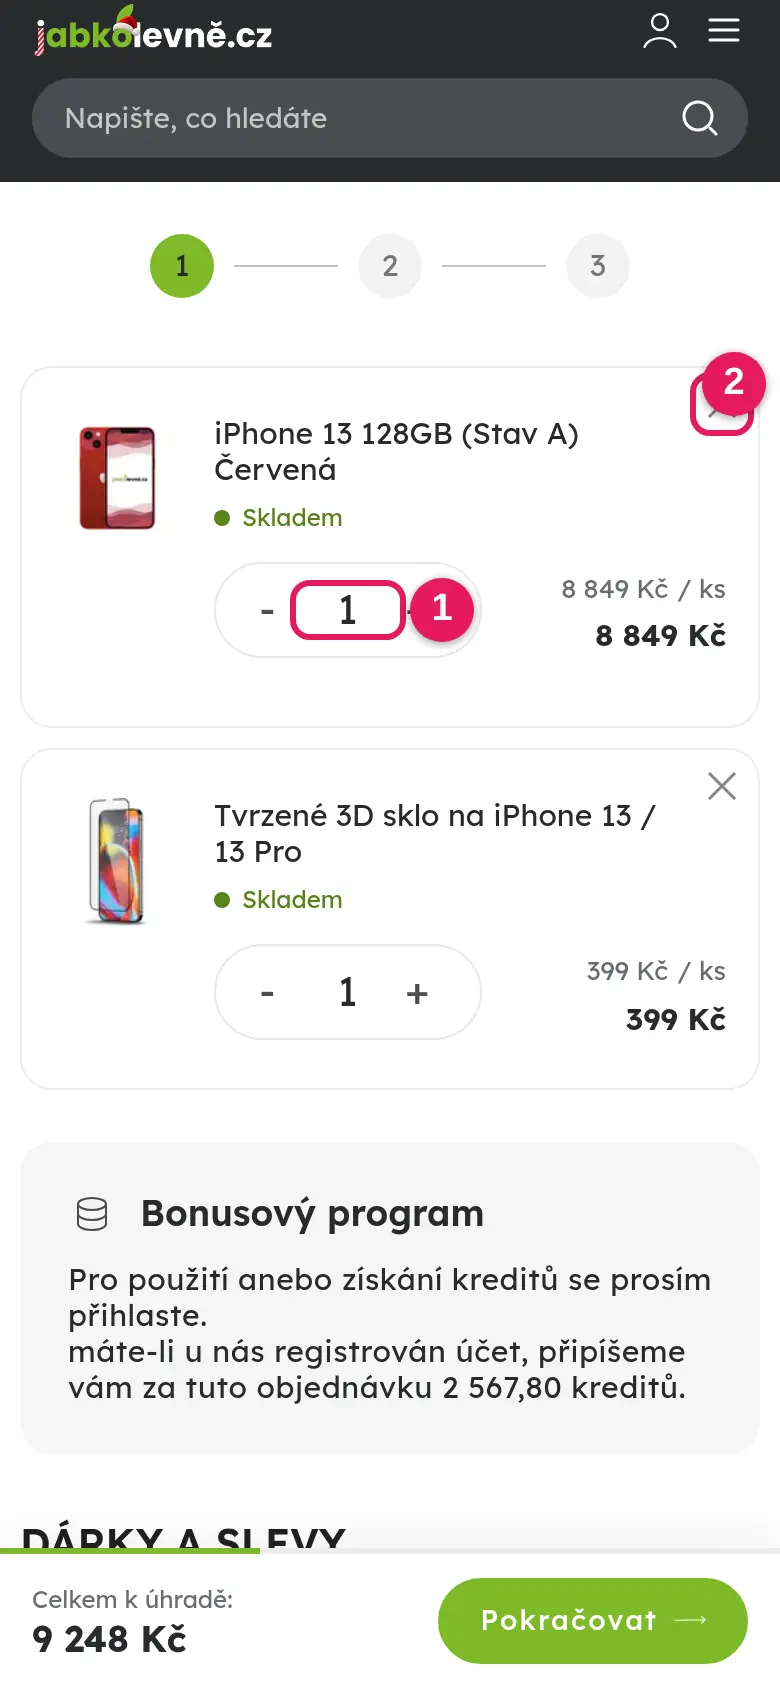 jabkolevně.cz
Napište, co hledáte
1 2 3
2
iPhone 13 128GB (Stav A)
Červená
Skladem
8 849 Kč / ks
- 1 1
8 849 Kč
Tvrzené 3D sklo na iPhone 13 /
13 Pro
Skladem
399 Kč / ks
- 1 +
399 Kč
Bonusový program
Pro použití anebo získání kreditů se prosím
přihlaste.
máte-li u nás registrován účet, připíšeme
vám za tuto objednávku 2 567,80 kreditů.
DÁRKY A SLEVY
Celkem k úhradě:
9 248 Kč
Pokračovat